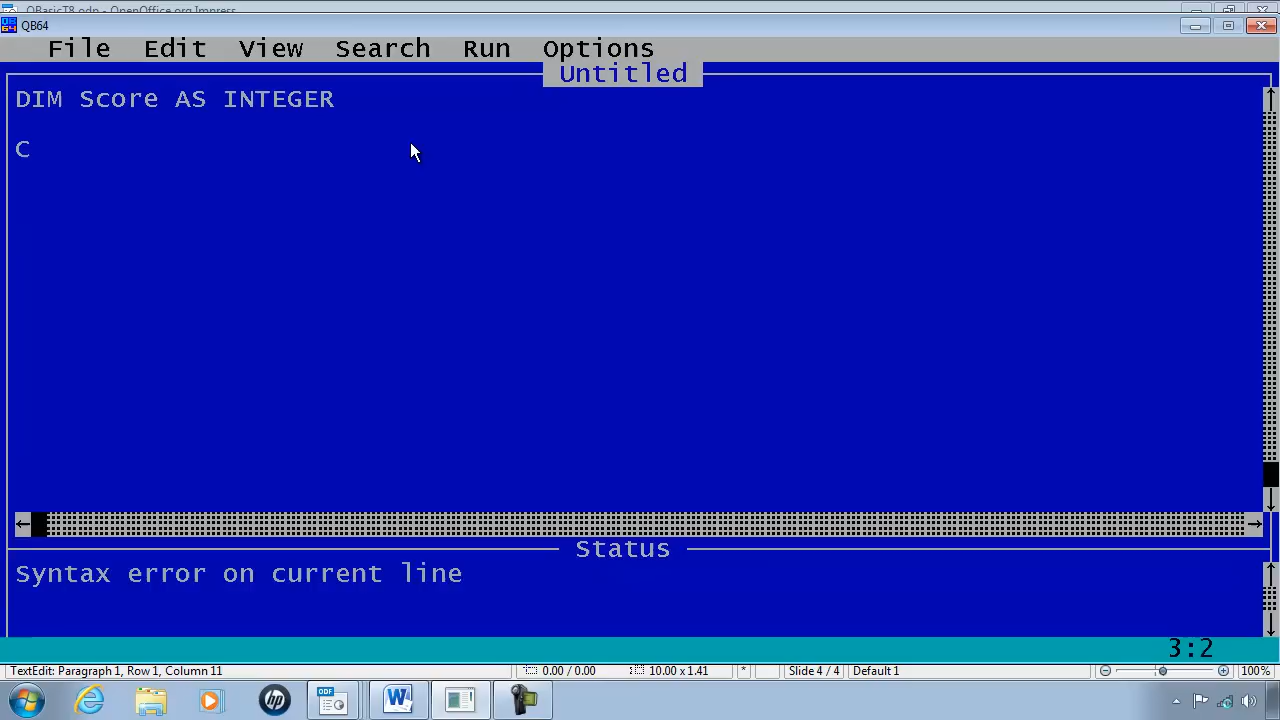 QBasicT8.odp - OpenOffice.org Impress
QB64
File Edit View Search Run Options
Untitled
DIM Score AS INTEGER
C
Status
Syntax error on current line
3:2
TextEdit: Paragraph 1, Row 1, Column 11 0.00 / 0.00 10.00 x 1.41 * Slide 4 / 4 Default 1 100%
hp ODF W